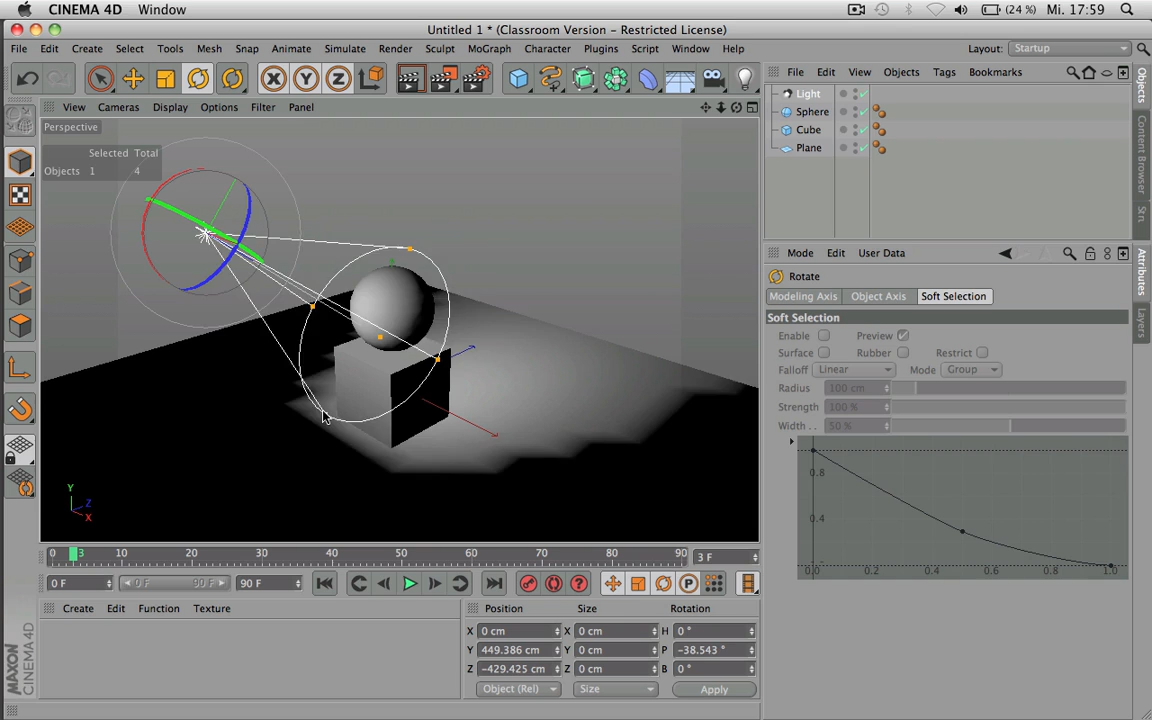 CINEMA 4D Window (24 %) Mi. 17:59
Untitled 1 * (Classroom Version - Restricted License)
File Edit Create Select Tools Mesh Snap Animate Simulate Render Sculpt MoGraph Character Plugins Script Window Help Layout: Startup
X Y Z
File Edit View Objects Tags Bookmarks
View Cameras Display Options Filter Panel
Perspective
Selected Total
Objects 1 4
Light
Sphere
Cube
Plane
Objects
Content Browser
Str
Mode Edit User Data
Rotate
Modeling Axis Object Axis Soft Selection
Soft Selection
Enable Preview
Surface Rubber Restrict
Falloff Linear Mode Group
Radius 100 cm
Strength 100 %
Width . . 50 %
0.8
0.4
0.0 0.2 0.4 0.6 0.8 1.0
Attributes
Layers
Y
Z
X
0 3 10 20 30 40 50 60 70 80 90 3 F
0 F 0 F 90 F 90 F
P
Create Edit Function Texture
Position Size Rotation
X 0 cm X 0 cm H 0 °
Y 449.386 cm Y 0 cm P -38.543 °
Z -429.425 cm Z 0 cm B 0 °
Object (Rel) Size Apply
MAXON
CINEMA 4D